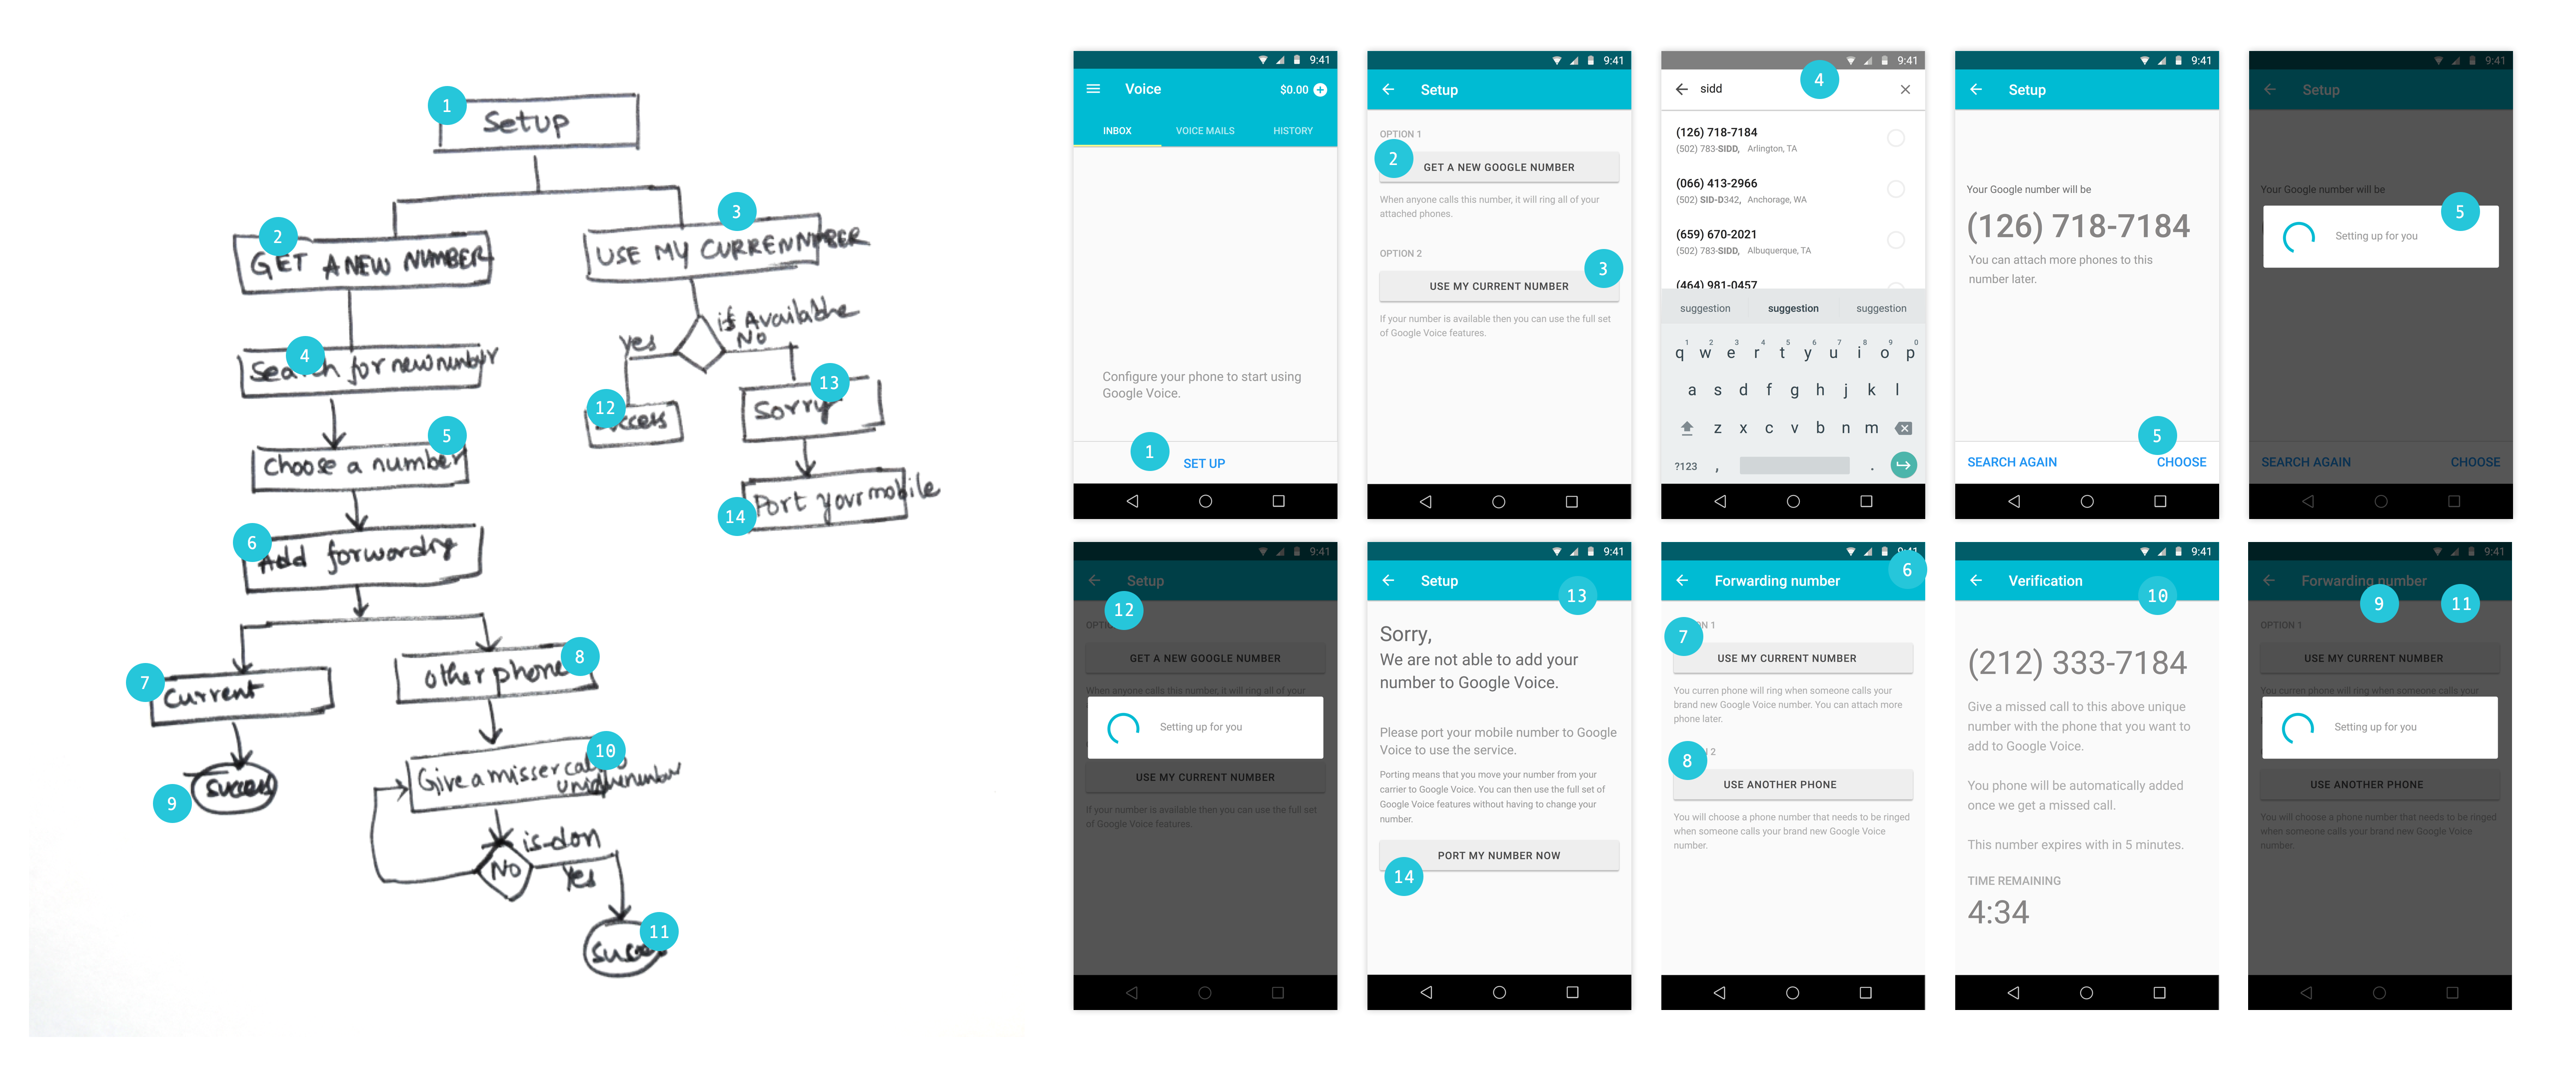 1
Setup
2
GET A NEW NUMBER
3
USE MY CURREN NUMBER
is Available
yes
No
4
Search for new number
12
13
Sorry
5
choose a number
14
Port your mobile
6
Add forwarding
7
current
8
other phone
9
success
10
Give a misser call to
unique number
is-don
NO
Yes
11
9:41
Voice
$0.00
INBOX
VOICE MAILS
HISTORY
Configure your phone to start using
Google Voice.
1
SET UP
9:41
Setup
OPTION 1
2
GET A NEW GOOGLE NUMBER
When anyone calls this number, it will ring all of your
attached phones.
OPTION 2
3
USE MY CURRENT NUMBER
If your number is available then you can use the full set
of Google Voice features.
9:41
4
sidd
(126) 718-7184
(502) 783-SIDD, Arlington, TA
(066) 413-2966
(502) SID-D342, Anchorage, WA
(659) 670-2021
(502) 783-SIDD, Albuquerque, TA
(464) 981-0457
suggestion suggestion suggestion
1 2 3 4 5 6 7 8 9 0
q w e r t y u i o p
a s d f g h j k l
z x c v b n m
?123 , .
9:41
Setup
Your Google number will be
(126) 718-7184
You can attach more phones to this
number later.
5
SEARCH AGAIN
CHOOSE
9:41
Setup
Your Google number will be
5
Setting up for you
SEARCH AGAIN
CHOOSE
9:41
Setup
12
GET A NEW GOOGLE NUMBER
When anyone calls this number, it will ring all of your
Setting up for you
USE MY CURRENT NUMBER
If your number is available then you can use the full set
of Google Voice features.
9:41
Setup
13
Sorry,
We are not able to add your
number to Google Voice.
Please port your mobile number to Google
Voice to use the service.
Porting means that you move your number from your
carrier to Google Voice. You can then use the full set of
Google Voice features without having to change your
number.
PORT MY NUMBER NOW
14
9:41
6
Forwarding number
7
N 1
USE MY CURRENT NUMBER
You curren phone will ring when someone calls your
brand new Google Voice number. You can attach more
phone later.
8
2
USE ANOTHER PHONE
You will choose a phone number that needs to be ringed
when someone calls your brand new Google Voice
number.
9:41
Verification
10
(212) 333-7184
Give a missed call to this above unique
number with the phone that you want to
add to Google Voice.
You phone will be automatically added
once we get a missed call.
This number expires with in 5 minutes.
TIME REMAINING
4:34
9:41
Forwarding number
9
11
OPTION 1
USE MY CURRENT NUMBER
You curren phone will ring when someone calls your
Setting up for you
USE ANOTHER PHONE
You will choose a phone number that needs to be ringed
when someone calls your brand new Google Voice
number.